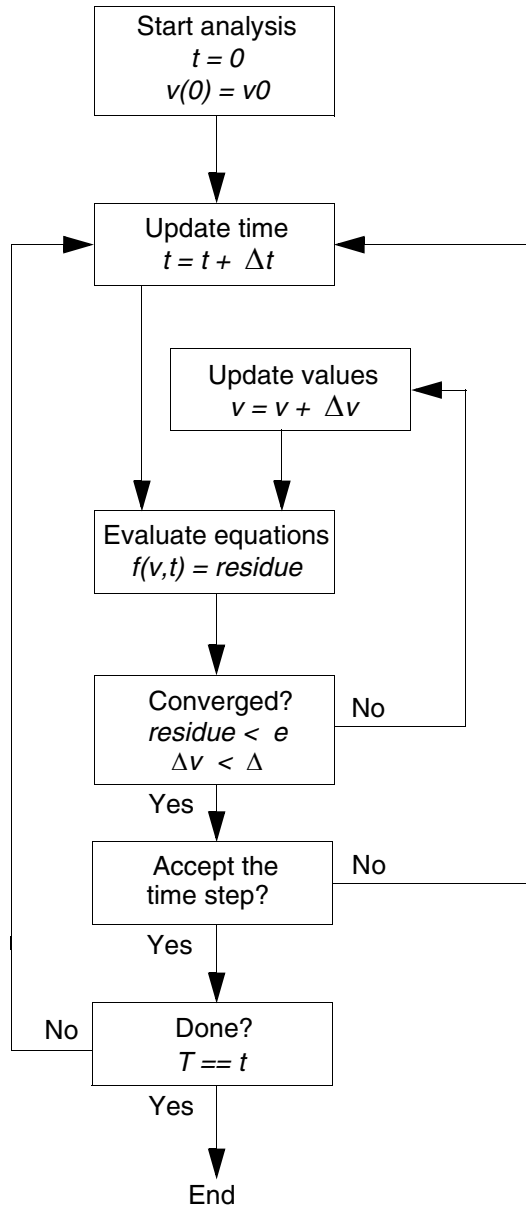 Start analysis
t = 0
v(0) = v0
Update time
t = t + Δt
Update values
v = v + Δv
Evaluate equations
f(v,t) = residue
Converged?
residue < e
Δv < Δ
No
Yes
Accept the
time step?
No
Yes
Done?
T == t
No
Yes
End